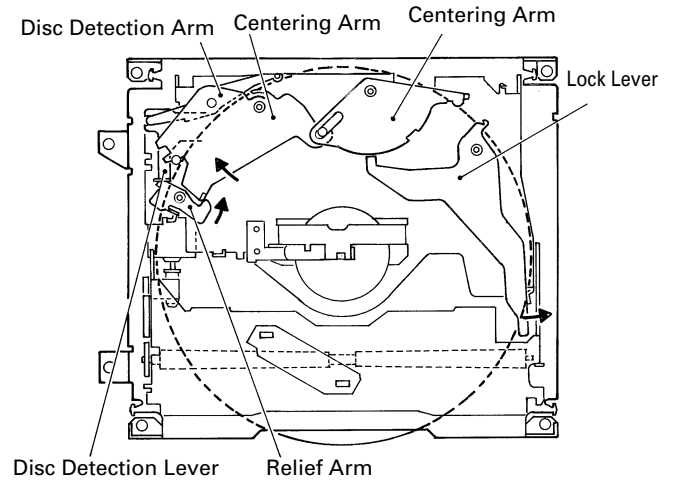 Disc Detection Arm
Centering Arm
Centering Arm
Lock Lever
Disc Detection Lever
Relief Arm